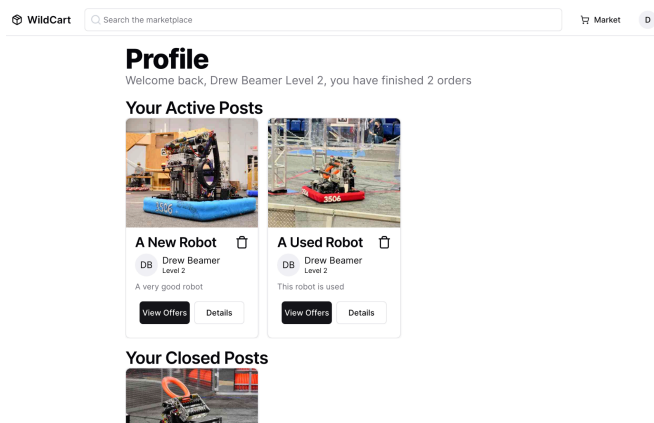 WildCart
Search the marketplace
Market
D
Profile
Welcome back, Drew Beamer Level 2, you have finished 2 orders
Your Active Posts
3506
3506
A New Robot
A Used Robot
DB
Drew Beamer
Level 2
DB
Drew Beamer
Level 2
A very good robot
This robot is used
View Offers
Details
View Offers
Details
Your Closed Posts